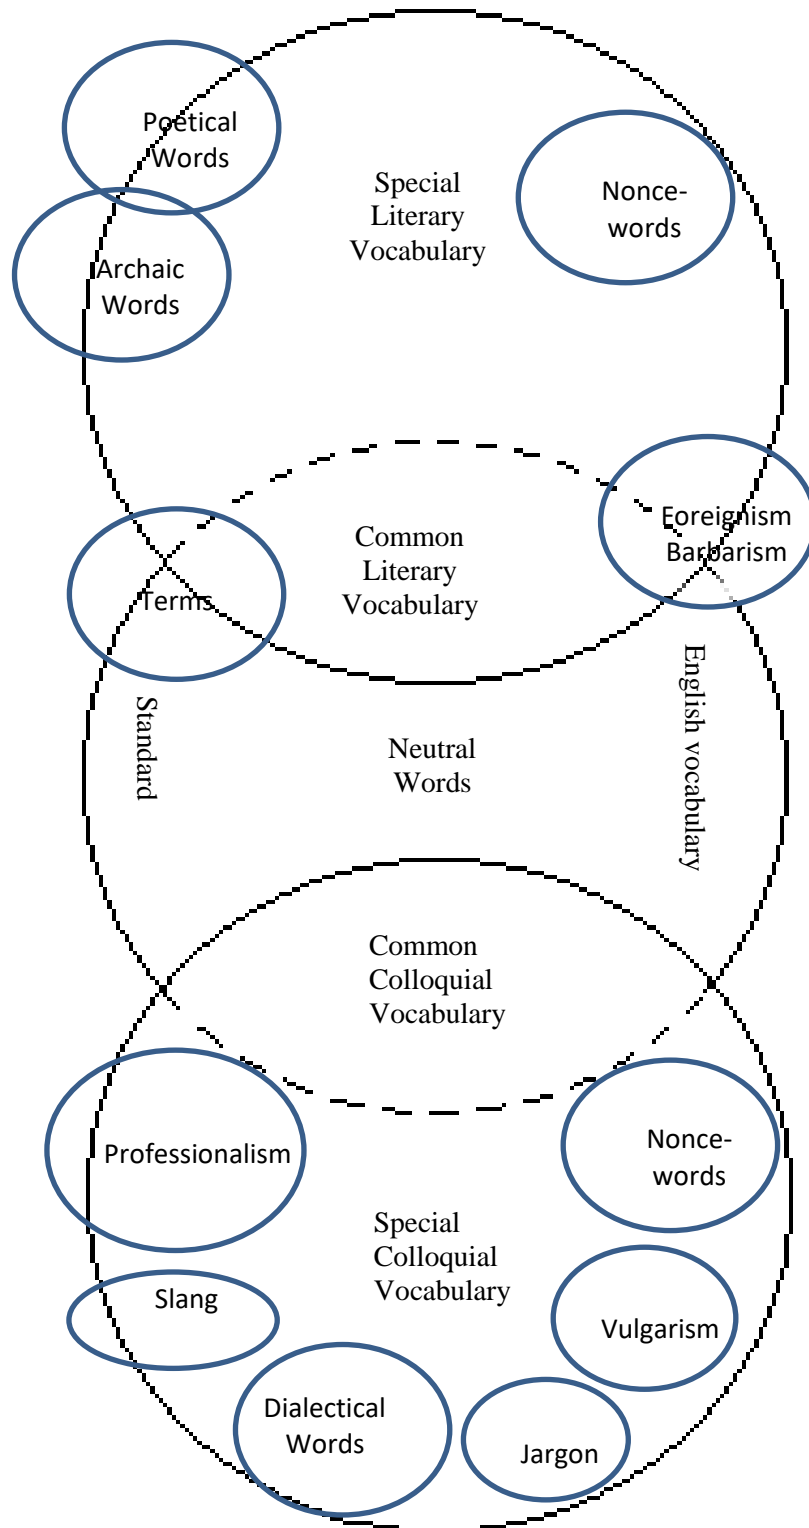 Poetical
Words
Special
Literary
Vocabulary
Nonce-
words
Archaic
Words
Common
Literary
Vocabulary
Eoreignism
Barbarism
Terms
Standard
English vocabulary
Neutral
Words
Common
Colloquial
Vocabulary
Professionalism
Nonce-
words
Special
Colloquial
Vocabulary
Slang
Vulgarism
Dialectical
Words
Jargon